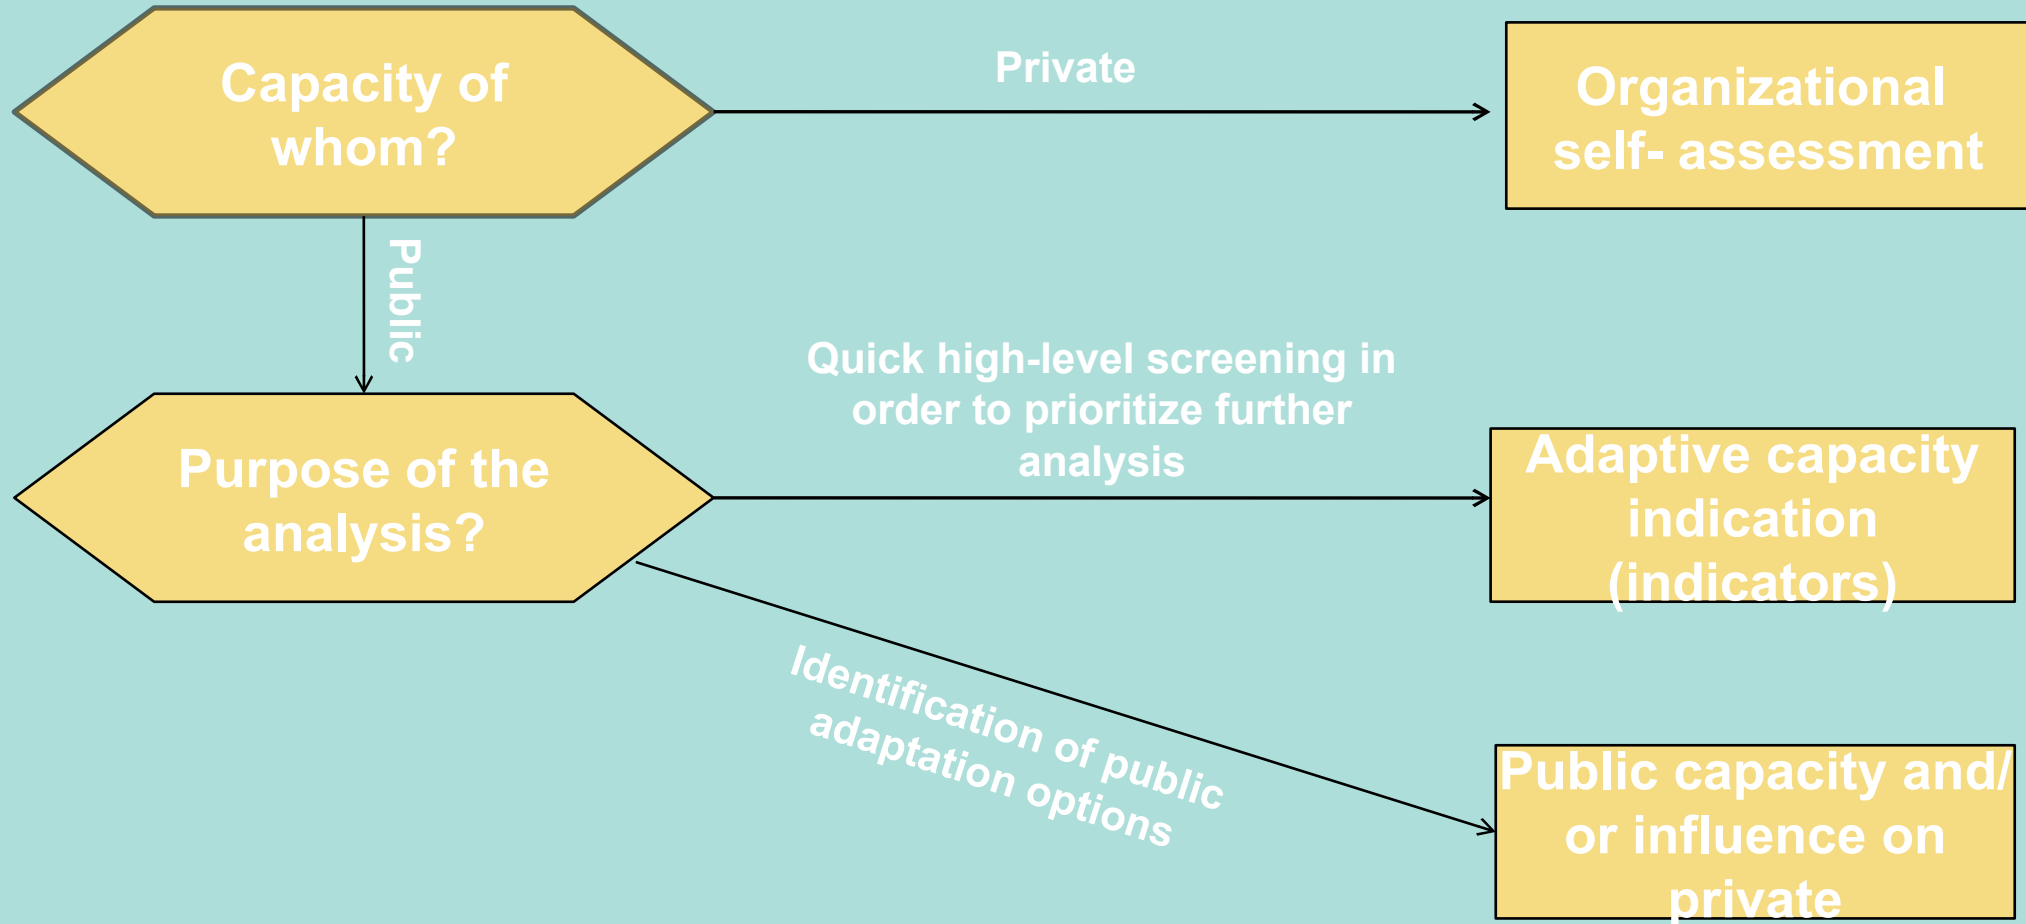 Capacity of
whom?
Private
Organizational
self- assessment
Public
Quick high-level screening in
order to prioritize further
analysis
Purpose of the
analysis?
Adaptive capacity
indication
(indicators)
Identification of public
adaptation options
Public capacity and/
or influence on
private